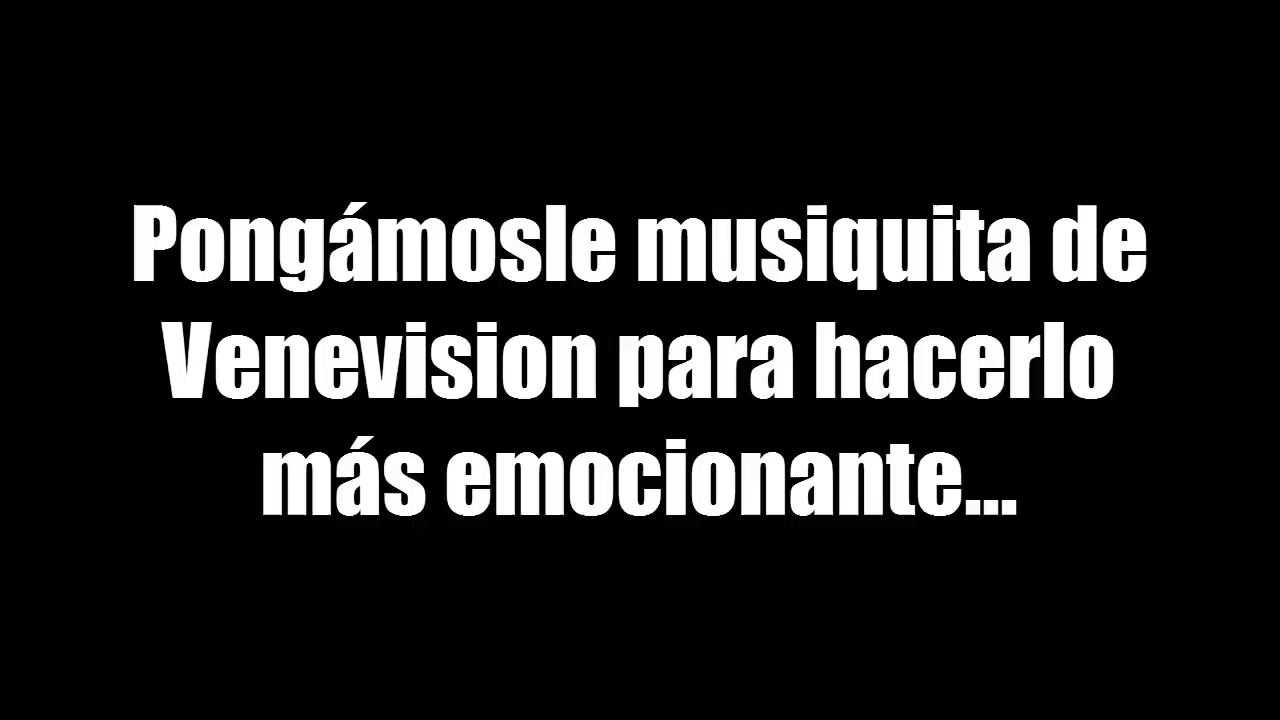 Pongámosle musiquita de
Venevision para hacerlo
más emocionante...